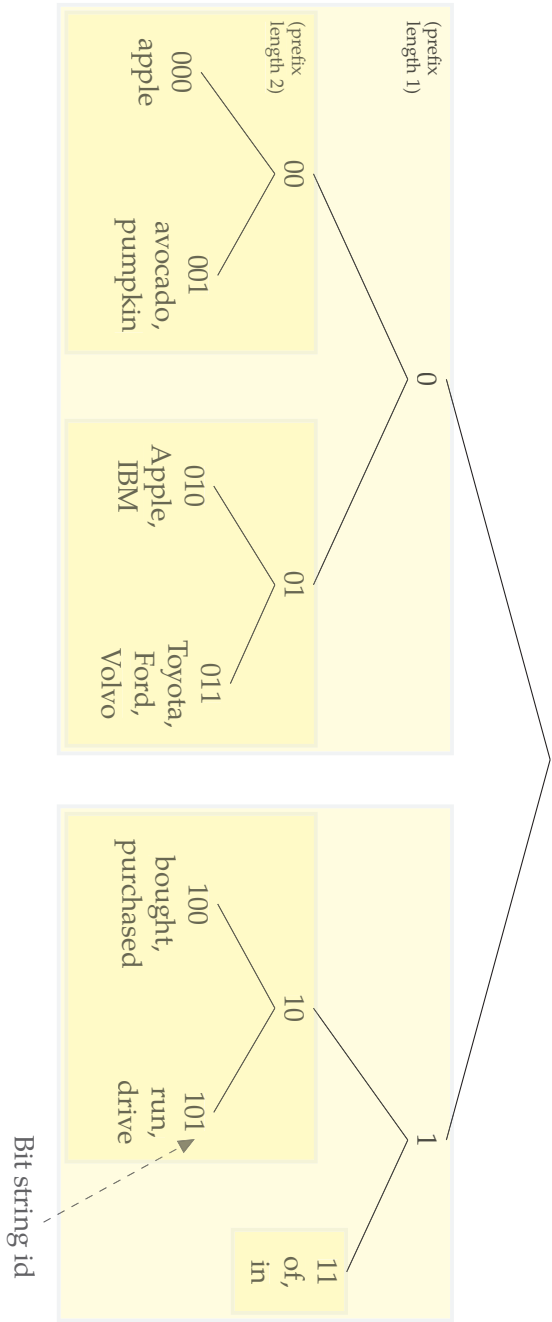 (prefix
length 1)
0
1
(prefix
length 2)
00
01
10
11
of,
in
000
apple
001
avocado,
pumpkin
010
Apple,
IBM
011
Toyota,
Ford,
Volvo
100
bought,
purchased
101
run,
drive
Bit string id